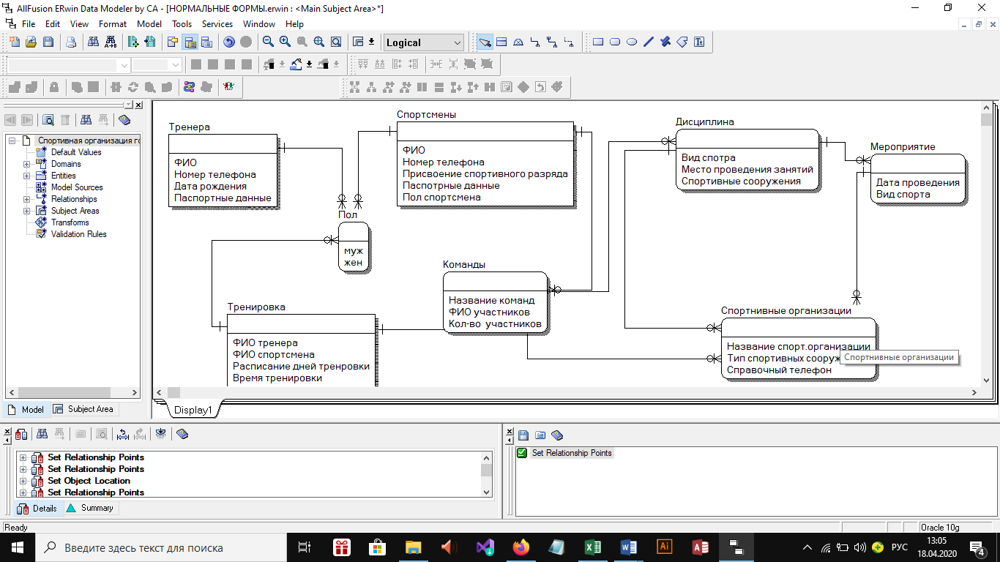 AllFusion ERwin Data Modeler by CA - [НОРМАЛЬНЫЕ ФОРМЫ.erwin : <Main Subject Area>*]
File Edit View Format Model Tools Services Window Help
Logical
Спортивная организация го
Default Values
Domains
Entities
Model Sources
Relationships
Subject Areas
Transforms
Validation Rules
Model Subject Area
Тренера
ФИО
Номер телефона
Дата рождения
Паспортные данные
Спортсмены
ФИО
Номер телефона
Присвоение спортивного разряда
Паспотрные данные
Пол спортсмена
Дисциплина
Вид спотра
Место проведения занятий
Спортивные сооружения
Мероприятие
Дата проведения
Вид спорта
Пол
муж
жен
Команды
Название команд
ФИО участников
Кол-во участников
Тренировка
ФИО тренера
ФИО спортсмена
Расписание дней тренровки
Время тренировки
Спортнивные организации
Название спорт.организации
Тип спортивных сооруж
Справочный телефон
Спортнивные организации
Display1
Set Relationship Points
Set Relationship Points
Set Object Location
Set Relationship Points
Details Summary
Set Relationship Points
Ready
Oracle 10g
Введите здесь текст для поиска
РУС
13:05
18.04.2020
4